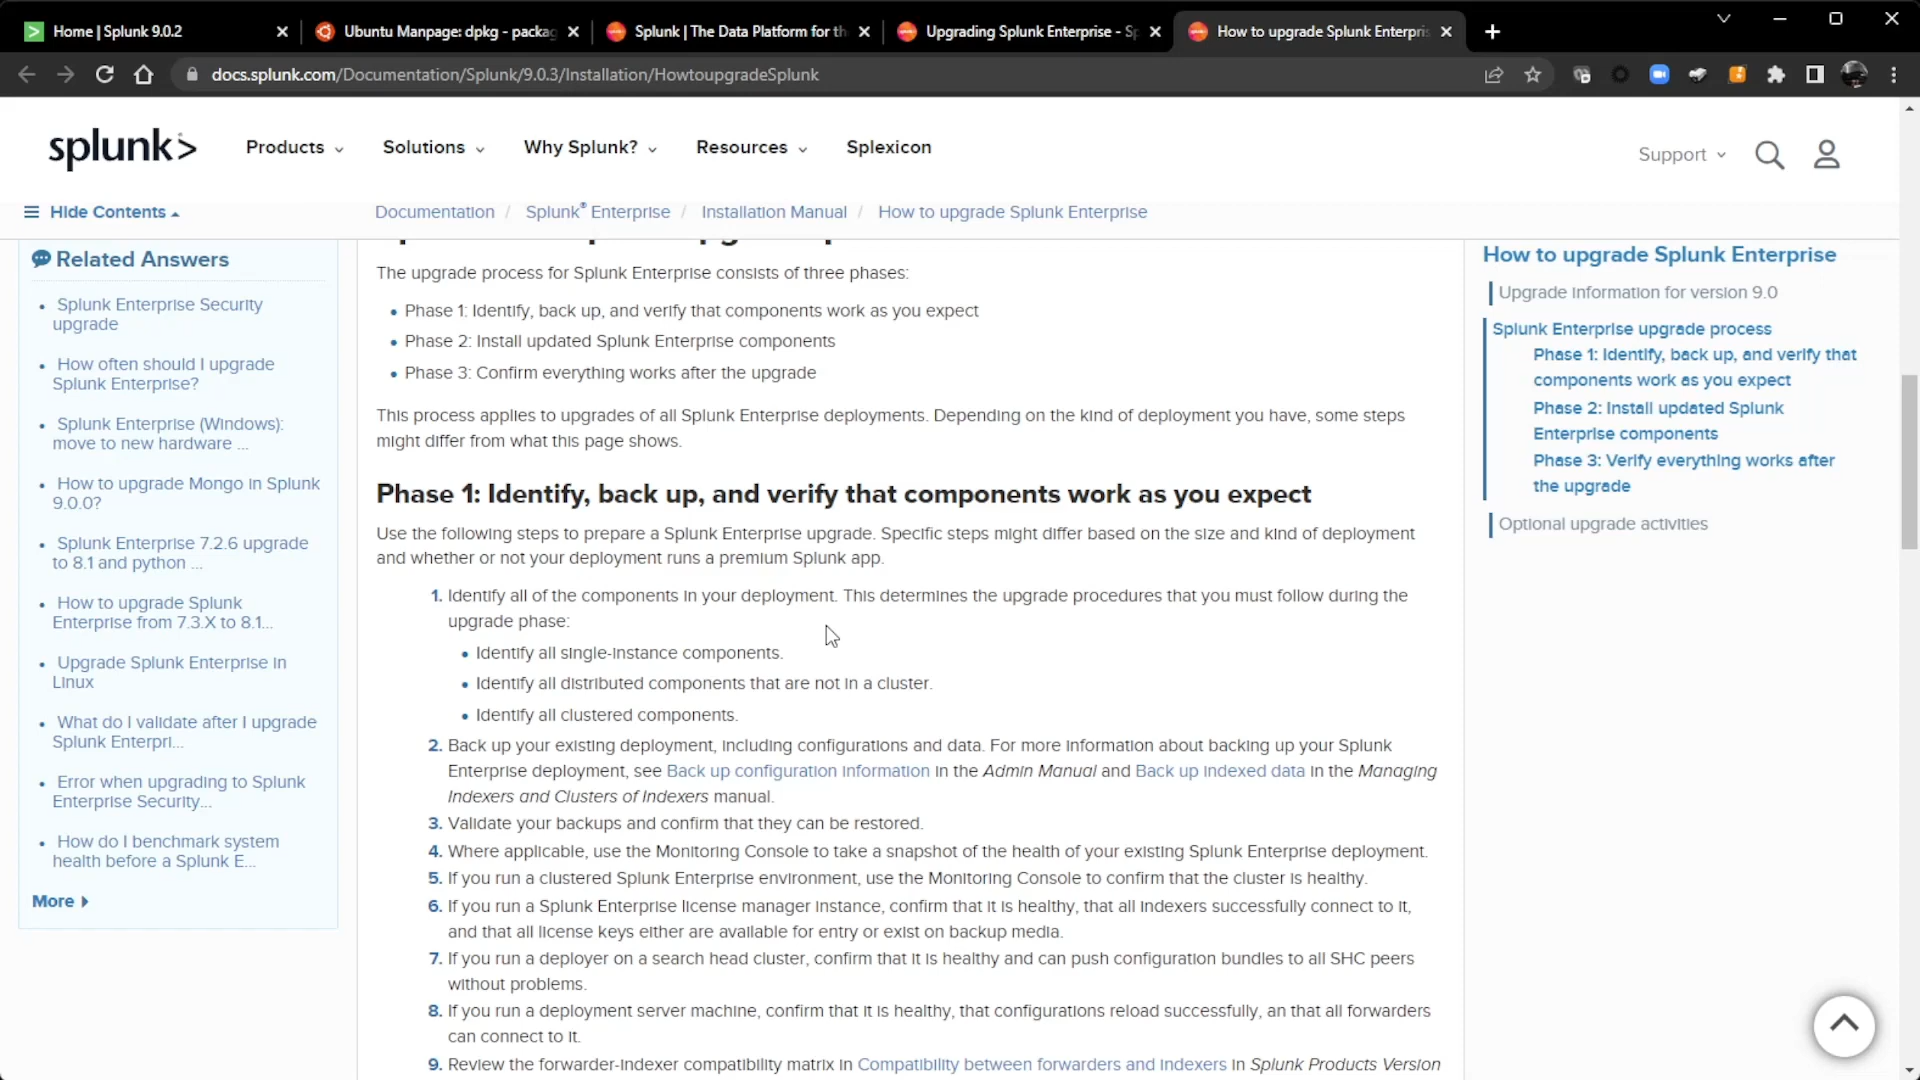 Home | Splunk 9.0.2
Ubuntu Manpage: dpkg - packag
Splunk | The Data Platform for th
Upgrading Splunk Enterprise - Sp
How to upgrade Splunk Enterpris
docs.splunk.com/Documentation/Splunk/9.0.3/Installation/HowtoupgradeSplunk
splunk>
Products
Solutions
Why Splunk?
Resources
Splexicon
Support
Hide Contents
Documentation / Splunk® Enterprise / Installation Manual / How to upgrade Splunk Enterprise
Related Answers
Splunk Enterprise Security
upgrade
How often should I upgrade
Splunk Enterprise?
Splunk Enterprise (Windows):
move to new hardware ...
How to upgrade Mongo in Splunk
9.0.0?
Splunk Enterprise 7.2.6 upgrade
to 8.1 and python ...
How to upgrade Splunk
Enterprise from 7.3.X to 8.1...
Upgrade Splunk Enterprise in
Linux
What do I validate after I upgrade
Splunk Enterpri...
Error when upgrading to Splunk
Enterprise Security...
How do I benchmark system
health before a Splunk E...
More
The upgrade process for Splunk Enterprise consists of three phases:
• Phase 1: Identify, back up, and verify that components work as you expect
• Phase 2: Install updated Splunk Enterprise components
• Phase 3: Confirm everything works after the upgrade
This process applies to upgrades of all Splunk Enterprise deployments. Depending on the kind of deployment you have, some steps
might differ from what this page shows.
Phase 1: Identify, back up, and verify that components work as you expect
Use the following steps to prepare a Splunk Enterprise upgrade. Specific steps might differ based on the size and kind of deployment
and whether or not your deployment runs a premium Splunk app.
1. Identify all of the components in your deployment. This determines the upgrade procedures that you must follow during the
upgrade phase:
• Identify all single-instance components.
• Identify all distributed components that are not in a cluster.
• Identify all clustered components.
2. Back up your existing deployment, including configurations and data. For more information about backing up your Splunk
Enterprise deployment, see Back up configuration information in the Admin Manual and Back up indexed data in the Managing
Indexers and Clusters of Indexers manual.
3. Validate your backups and confirm that they can be restored.
4. Where applicable, use the Monitoring Console to take a snapshot of the health of your existing Splunk Enterprise deployment.
5. If you run a clustered Splunk Enterprise environment, use the Monitoring Console to confirm that the cluster is healthy.
6. If you run a Splunk Enterprise license manager instance, confirm that it is healthy, that all indexers successfully connect to it,
and that all license keys either are available for entry or exist on backup media.
7. If you run a deployer on a search head cluster, confirm that it is healthy and can push configuration bundles to all SHC peers
without problems.
8. If you run a deployment server machine, confirm that it is healthy, that configurations reload successfully, an that all forwarders
can connect to it.
9. Review the forwarder-indexer compatibility matrix in Compatibility between forwarders and indexers in Splunk Products Version
How to upgrade Splunk Enterprise
Upgrade information for version 9.0
Splunk Enterprise upgrade process
Phase 1: Identify, back up, and verify that
components work as you expect
Phase 2: Install updated Splunk
Enterprise components
Phase 3: Verify everything works after
the upgrade
Optional upgrade activities